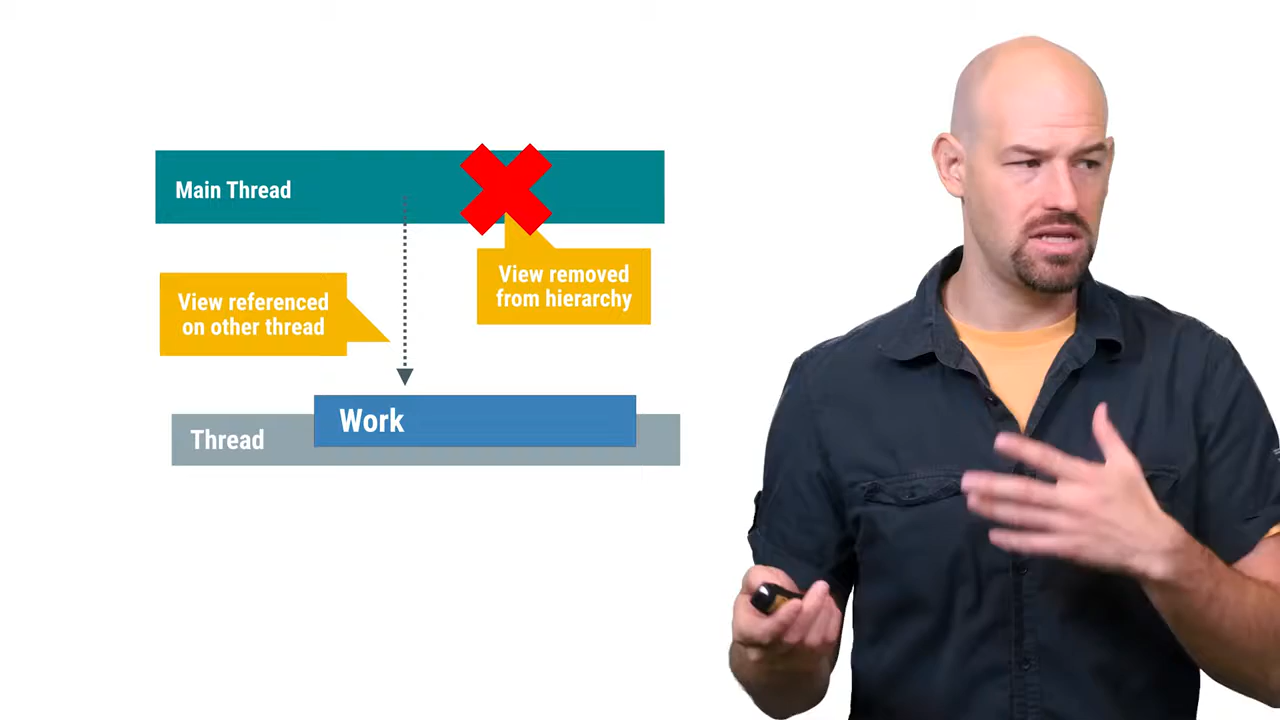 Main Thread
View removed
from hierarchy
View referenced
on other thread
Work
Thread